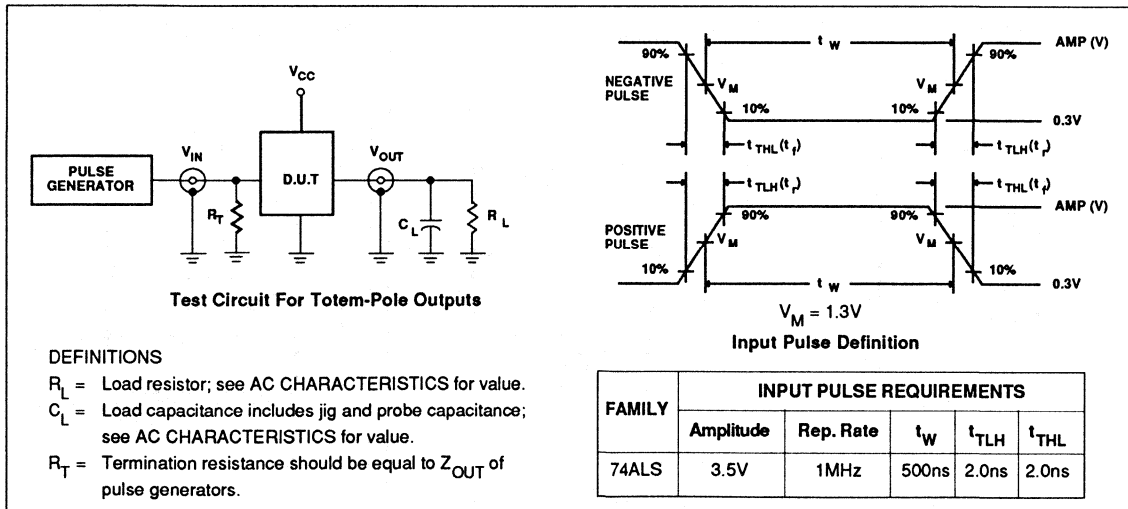 V_CC
PULSE GENERATOR
V_IN
R_T
D.U.T
V_OUT
C_L
R_L
Test Circuit For Totem-Pole Outputs
DEFINITIONS
R_L = Load resistor; see AC CHARACTERISTICS for value.
C_L = Load capacitance includes jig and probe capacitance;
see AC CHARACTERISTICS for value.
R_T = Termination resistance should be equal to Z_OUT of
pulse generators.
90% t_W 90% AMP (V)
NEGATIVE
PULSE
V_M V_M
10% 10%
0.3V
t_THL(t_f) t_TLH(t_r)
t_TLH(t_r) t_THL(t_f)
90% 90% AMP (V)
POSITIVE
PULSE
V_M V_M
10% 10%
t_W 0.3V
V_M = 1.3V
Input Pulse Definition
FAMILY INPUT PULSE REQUIREMENTS
Amplitude Rep. Rate t_W t_TLH t_THL
74ALS 3.5V 1MHz 500ns 2.0ns 2.0ns